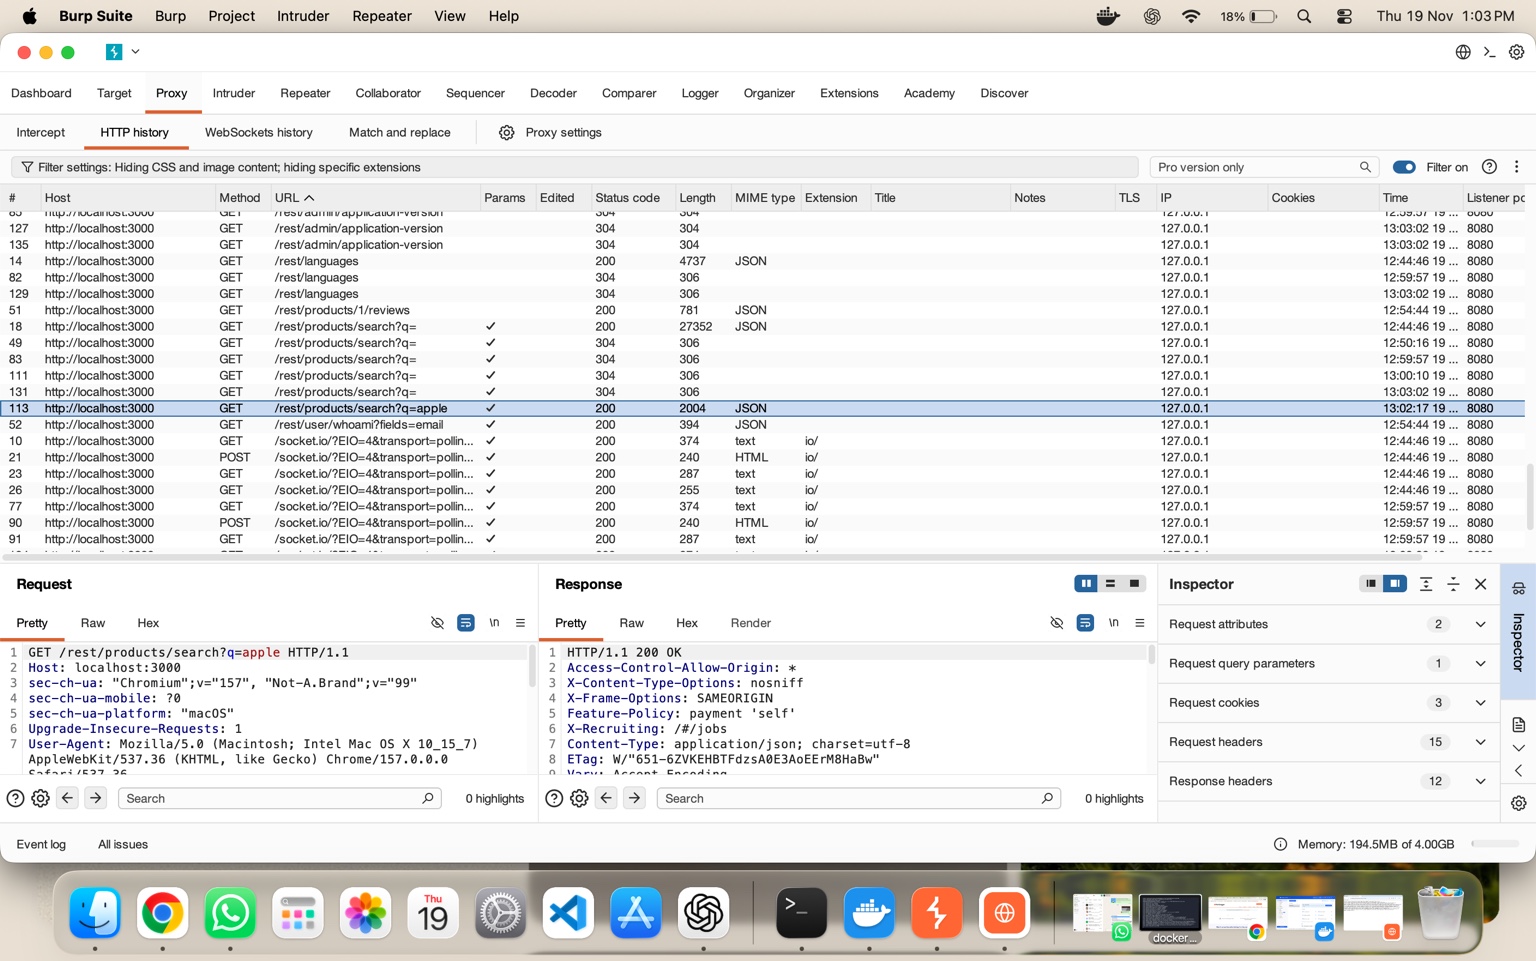 Burp Suite Burp Project Intruder Repeater View Help 18% Thu 19 Nov 1:03 PM
Dashboard Target Proxy Intruder Repeater Collaborator Sequencer Decoder Comparer Logger Organizer Extensions Academy Discover
Intercept HTTP history WebSockets history Match and replace Proxy settings
Filter settings: Hiding CSS and image content; hiding specific extensions Pro version only Filter on
# Host Method URL Params Edited Status code Length MIME type Extension Title Notes TLS IP Cookies Time Listener po
85 http://localhost:3000 GET /rest/admin/application-version 304 304 127.0.0.1 12:59:57 19 ... 8080
127 http://localhost:3000 GET /rest/admin/application-version 304 304 127.0.0.1 13:03:02 19 ... 8080
135 http://localhost:3000 GET /rest/admin/application-version 304 304 127.0.0.1 13:03:02 19 ... 8080
14 http://localhost:3000 GET /rest/languages 200 4737 JSON 127.0.0.1 12:44:46 19 ... 8080
82 http://localhost:3000 GET /rest/languages 304 306 127.0.0.1 12:59:57 19 ... 8080
129 http://localhost:3000 GET /rest/languages 304 306 127.0.0.1 13:03:02 19 ... 8080
51 http://localhost:3000 GET /rest/products/1/reviews 200 781 JSON 127.0.0.1 12:54:44 19 ... 8080
18 http://localhost:3000 GET /rest/products/search?q= ✓ 200 27352 JSON 127.0.0.1 12:44:46 19 ... 8080
49 http://localhost:3000 GET /rest/products/search?q= ✓ 304 306 127.0.0.1 12:50:16 19 ... 8080
83 http://localhost:3000 GET /rest/products/search?q= ✓ 304 306 127.0.0.1 12:59:57 19 ... 8080
111 http://localhost:3000 GET /rest/products/search?q= ✓ 304 306 127.0.0.1 13:00:10 19 ... 8080
131 http://localhost:3000 GET /rest/products/search?q= ✓ 304 306 127.0.0.1 13:03:02 19 ... 8080
113 http://localhost:3000 GET /rest/products/search?q=apple ✓ 200 2004 JSON 127.0.0.1 13:02:17 19 ... 8080
52 http://localhost:3000 GET /rest/user/whoami?fields=email ✓ 200 394 JSON 127.0.0.1 12:54:44 19 ... 8080
10 http://localhost:3000 GET /socket.io/?EIO=4&transport=pollin... ✓ 200 374 text io/ 127.0.0.1 12:44:46 19 ... 8080
21 http://localhost:3000 POST /socket.io/?EIO=4&transport=pollin... ✓ 200 240 HTML io/ 127.0.0.1 12:44:46 19 ... 8080
23 http://localhost:3000 GET /socket.io/?EIO=4&transport=pollin... ✓ 200 287 text io/ 127.0.0.1 12:44:46 19 ... 8080
26 http://localhost:3000 GET /socket.io/?EIO=4&transport=pollin... ✓ 200 255 text io/ 127.0.0.1 12:44:46 19 ... 8080
77 http://localhost:3000 GET /socket.io/?EIO=4&transport=pollin... ✓ 200 374 text io/ 127.0.0.1 12:59:57 19 ... 8080
90 http://localhost:3000 POST /socket.io/?EIO=4&transport=pollin... ✓ 200 240 HTML io/ 127.0.0.1 12:59:57 19 ... 8080
91 http://localhost:3000 GET /socket.io/?EIO=4&transport=pollin... ✓ 200 287 text io/ 127.0.0.1 12:59:57 19 ... 8080
Request
Pretty Raw Hex \n
1 GET /rest/products/search?q=apple HTTP/1.1
2 Host: localhost:3000
3 sec-ch-ua: "Chromium";v="157", "Not-A.Brand";v="99"
4 sec-ch-ua-mobile: ?0
5 sec-ch-ua-platform: "macOS"
6 Upgrade-Insecure-Requests: 1
7 User-Agent: Mozilla/5.0 (Macintosh; Intel Mac OS X 10_15_7)
AppleWebKit/537.36 (KHTML, like Gecko) Chrome/157.0.0.0
Safari/537.36
Search 0 highlights
Response
Pretty Raw Hex Render \n
1 HTTP/1.1 200 OK
2 Access-Control-Allow-Origin: *
3 X-Content-Type-Options: nosniff
4 X-Frame-Options: SAMEORIGIN
5 Feature-Policy: payment 'self'
6 X-Recruiting: /#/jobs
7 Content-Type: application/json; charset=utf-8
8 ETag: W/"651-6ZVKEHBTFdzsA0E3AoEErM8HaBw"
9 Vary: Accept-Encoding
Search 0 highlights
Inspector
Request attributes 2
Request query parameters 1
Request cookies 3
Request headers 15
Response headers 12
Inspector
Event log All issues Memory: 194.5MB of 4.00GB
Thu
19
docker...